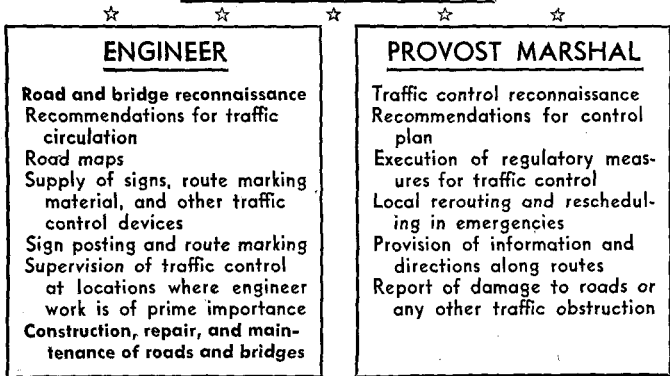 ENGINEER
Road and bridge reconnaissance
Recommendations for traffic
circulation
Road maps
Supply of signs, route marking
material, and other traffic
control devices
Sign posting and route marking
Supervision of traffic control
at locations where engineer
work is of prime importance
Construction, repair, and main-
tenance of roads and bridges
PROVOST MARSHAL
Traffic control reconnaissance
Recommendations for control
plan
Execution of regulatory meas-
ures for traffic control
Local rerouting and reschedul-
ing in emergencies
Provision of information and
directions along routes
Report of damage to roads or
any other traffic obstruction